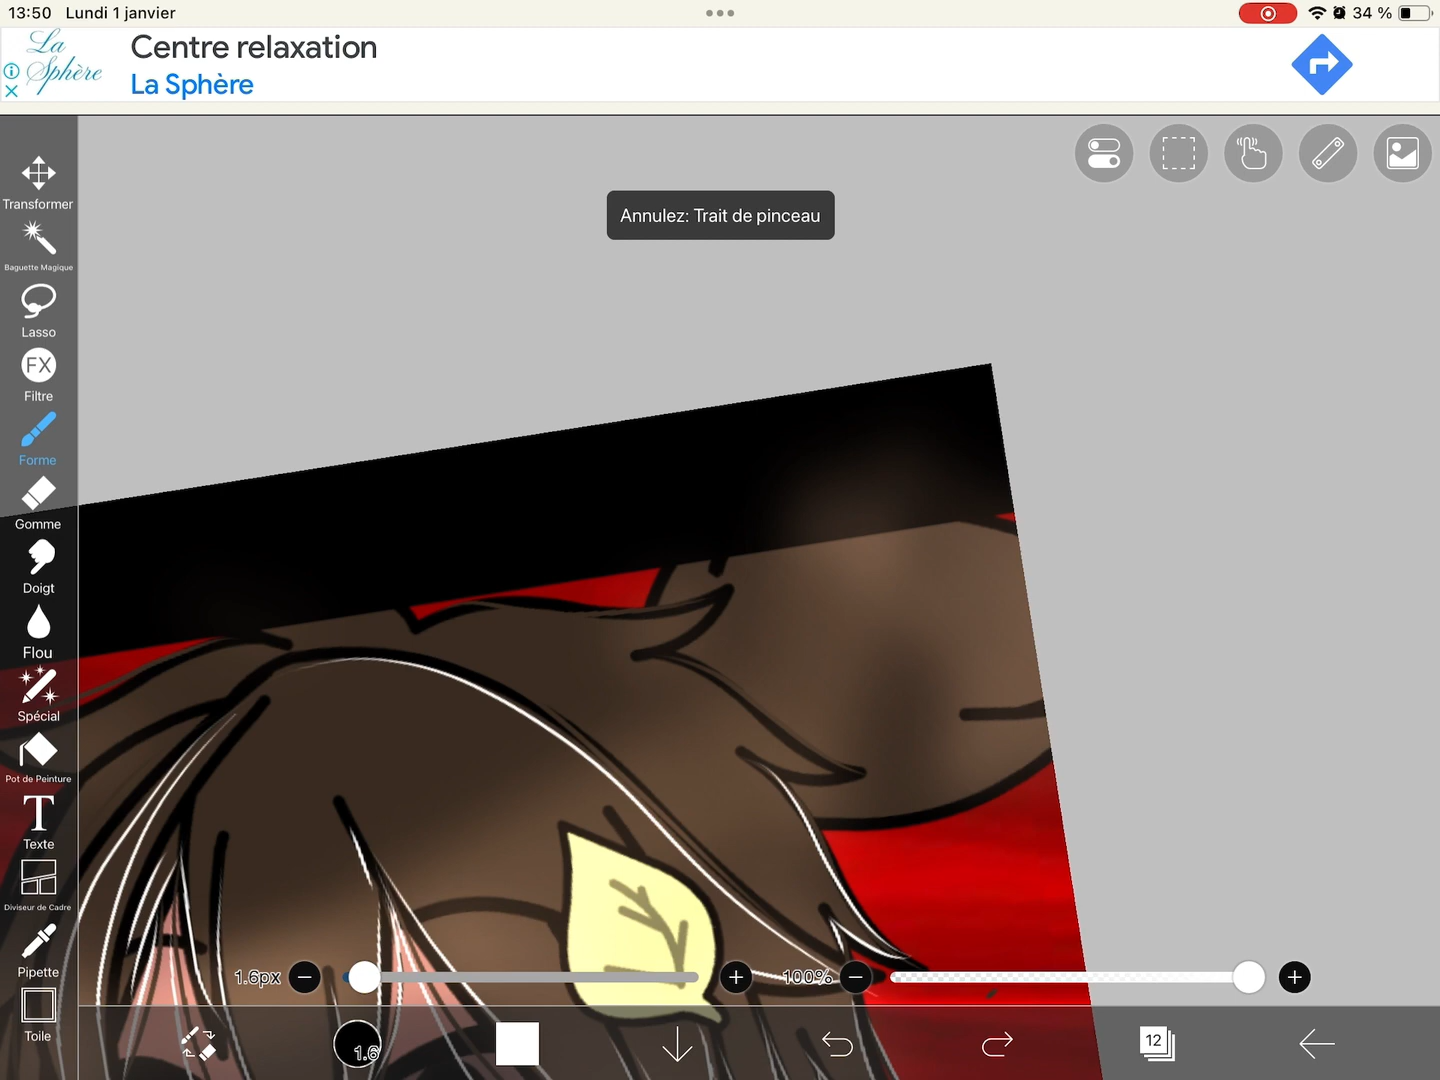 13:50 Lundi 1 janvier
34 %
La
Sphère
Centre relaxation
La Sphère
Annulez: Trait de pinceau
Transformer
Baguette Magique
Lasso
FX
Filtre
Forme
Gomme
Doigt
Flou
Spécial
Pot de Peinture
T
Texte
Diviseur de Cadre
Pipette
Toile
1.6px
100%
1.6
12